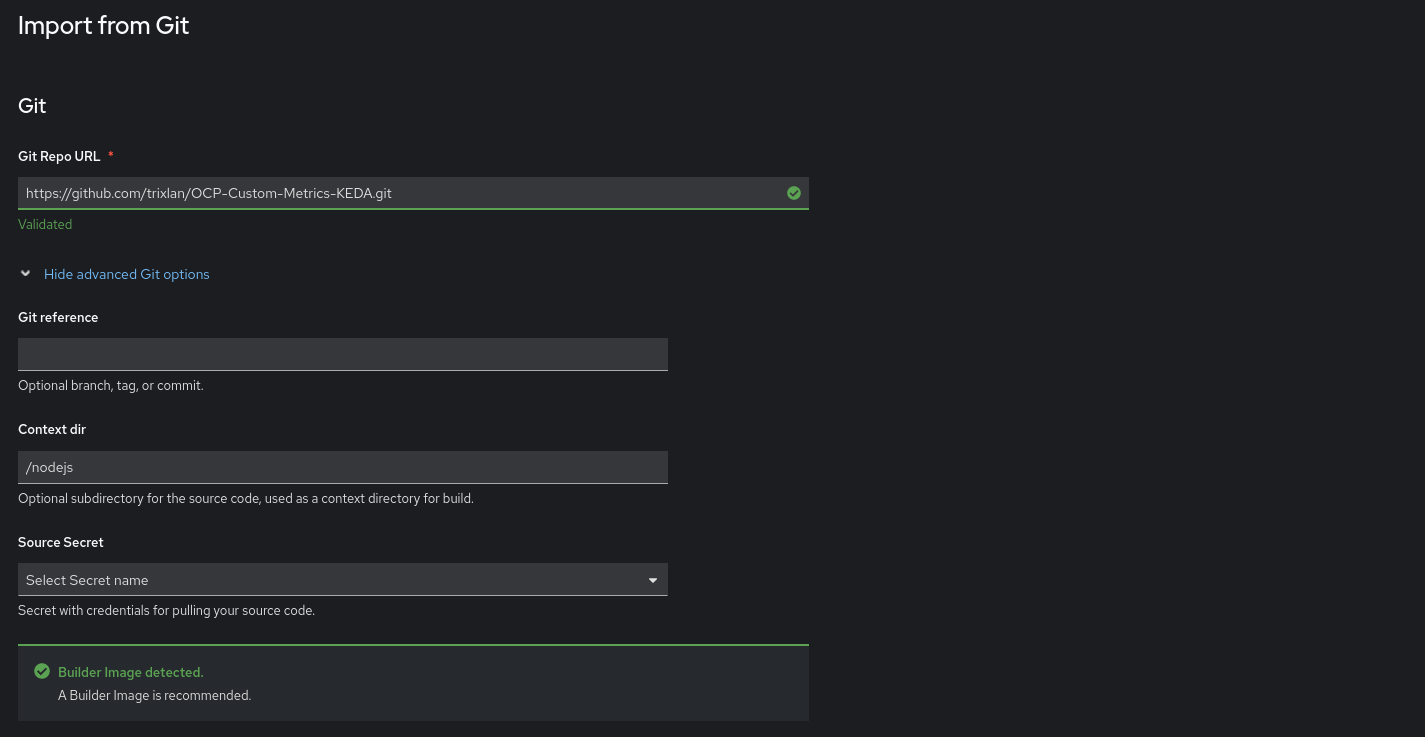 Import from Git
Git
Git Repo URL *
https://github.com/trixlan/OCP-Custom-Metrics-KEDA.git
Validated
Hide advanced Git options
Git reference
Optional branch, tag, or commit.
Context dir
/nodejs
Optional subdirectory for the source code, used as a context directory for build.
Source Secret
Select Secret name
Secret with credentials for pulling your source code.
Builder Image detected.
A Builder Image is recommended.